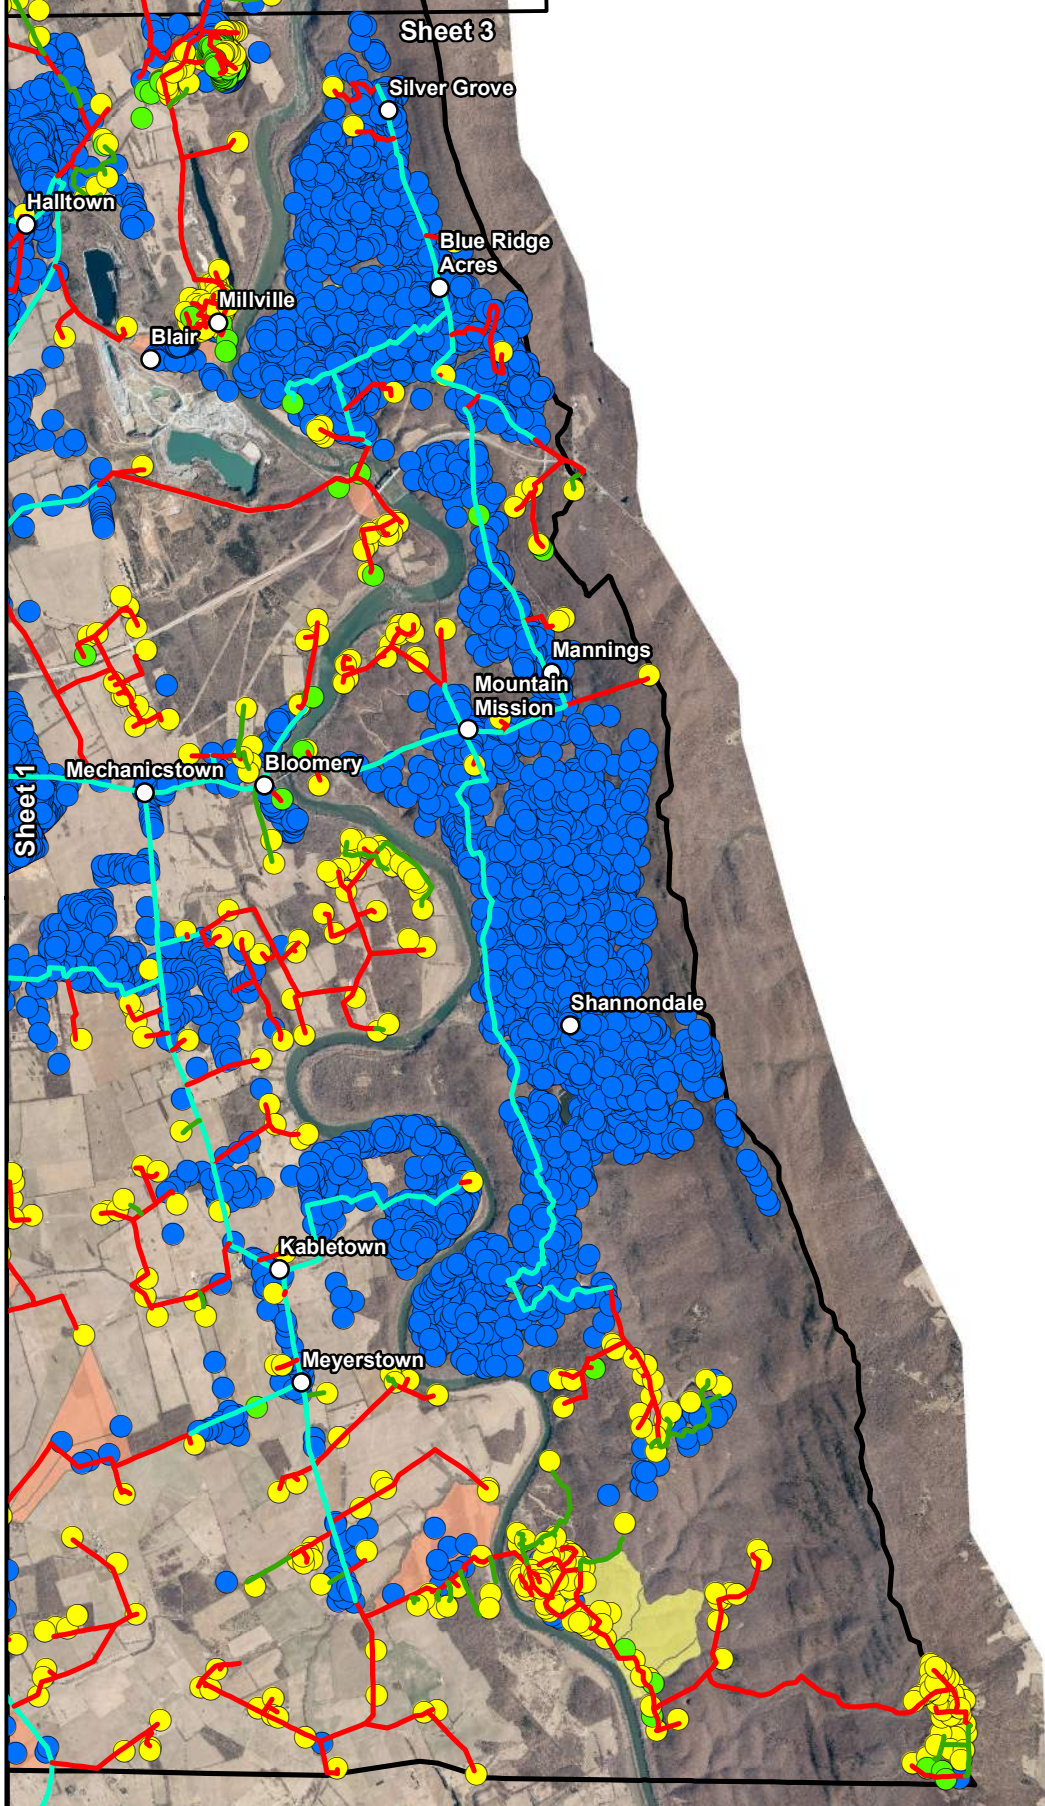 Sheet 3
Silver Grove
Halltown
Blue Ridge
Acres
Millville
Blair
Mannings
Mountain
Mission
Bloomery
Mechanicstown
Sheet 1
Shannondale
Kabletown
Meyerstown